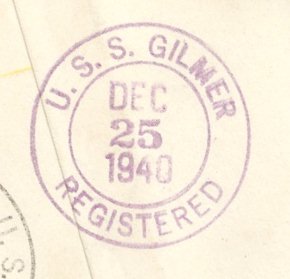 U. S. S. GILMER
DEC
25
1940
REGISTERED
U.S.